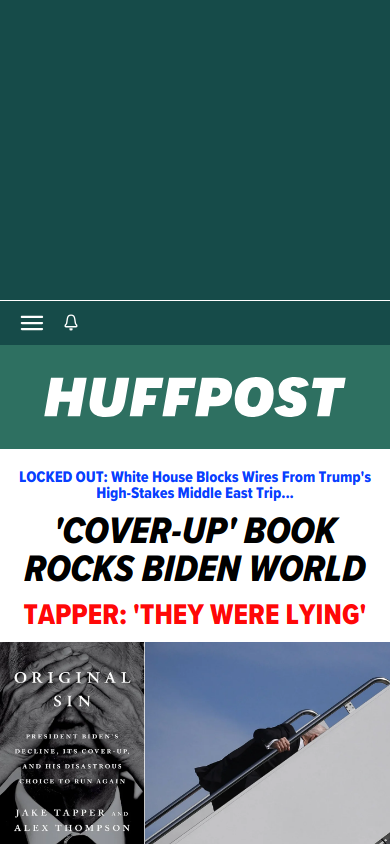 HUFFPOST
LOCKED OUT: White House Blocks Wires From Trump's
High-Stakes Middle East Trip...
'COVER-UP' BOOK
ROCKS BIDEN WORLD
TAPPER: 'THEY WERE LYING'
ORIGINAL
SIN
PRESIDENT BIDEN'S
DECLINE, ITS COVER-UP,
AND HIS DISASTROUS
CHOICE TO RUN AGAIN
JAKE TAPPER AND
ALEX THOMPSON